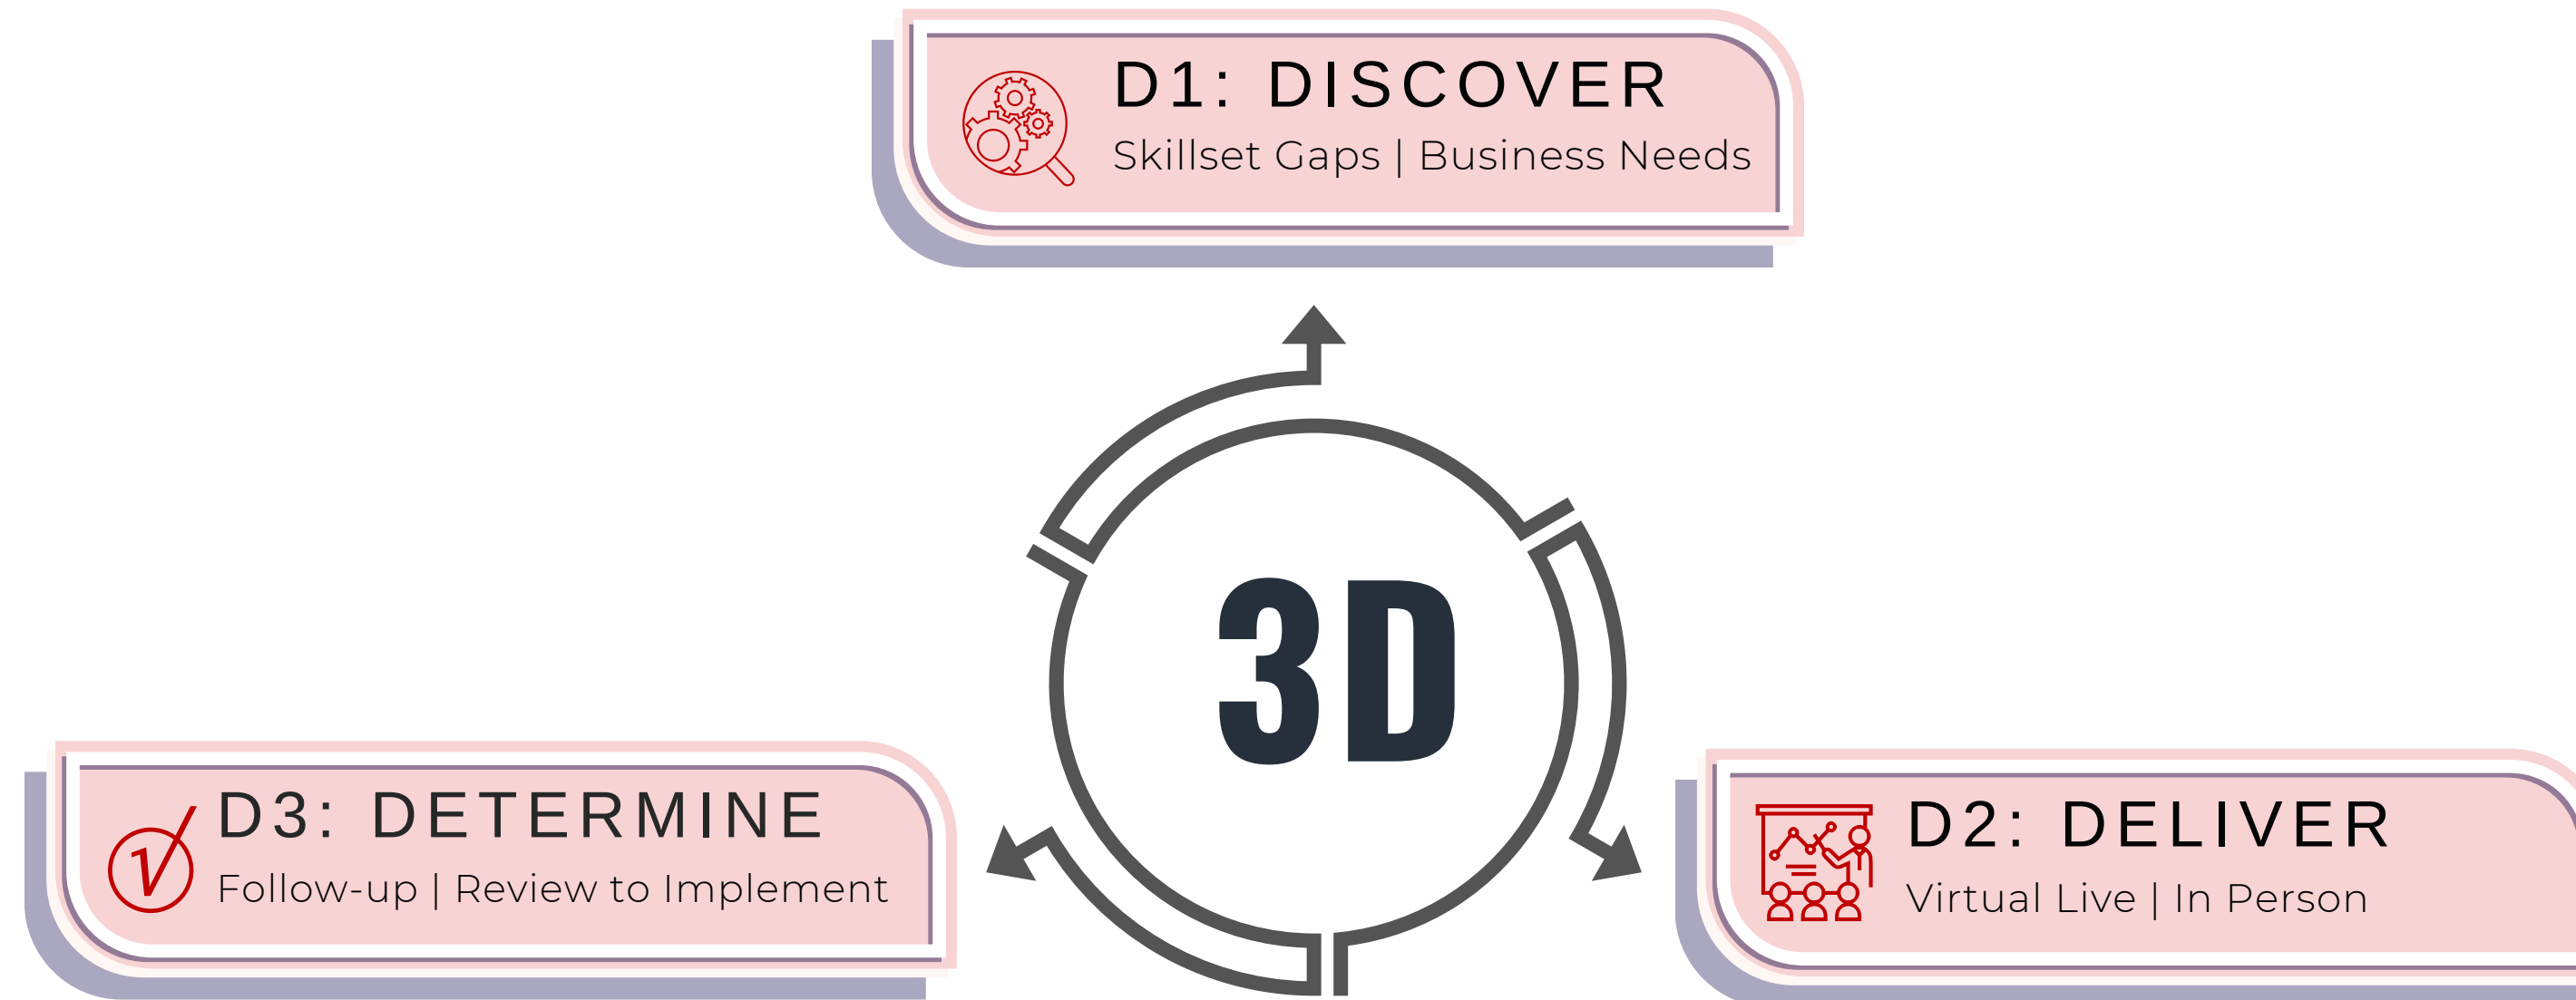 D1: DISCOVER
Skillset Gaps | Business Needs
3D
D3: DETERMINE
Follow-up | Review to Implement
D2: DELIVER
Virtual Live | In Person